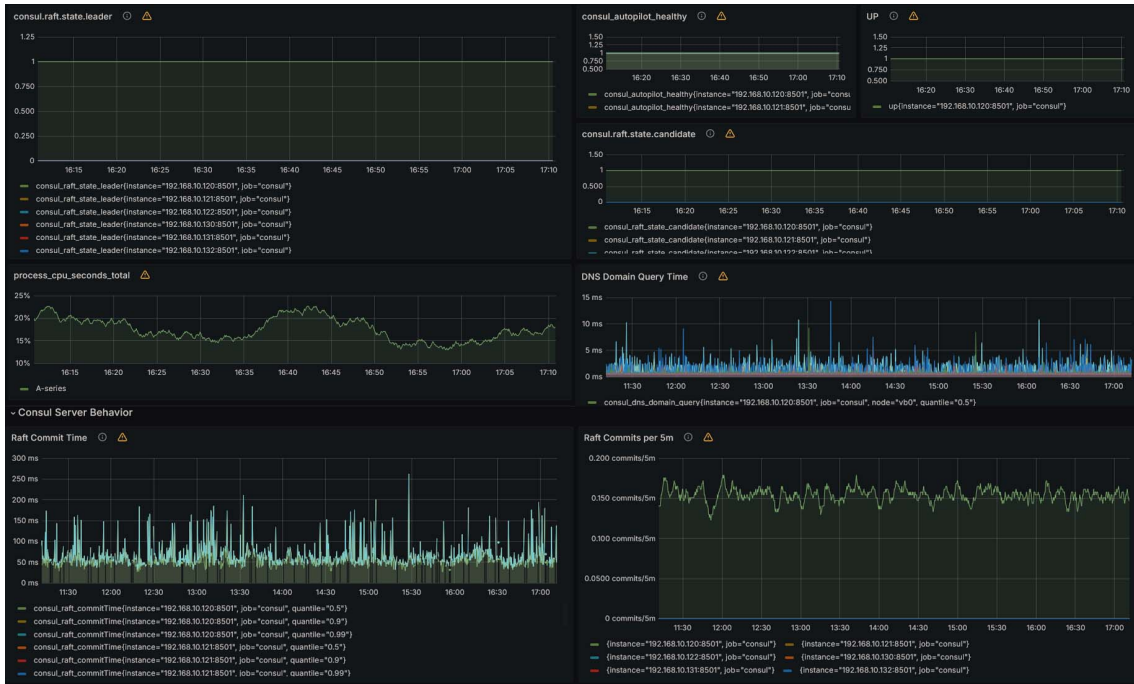 consul.raft.state.leader
1.25
1
0.750
0.500
0.250
0
16:15 16:20 16:25 16:30 16:35 16:40 16:45 16:50 16:55 17:00 17:05 17:10
consul_raft_state_leader{instance="192.168.10.120:8501", job="consul"}
consul_raft_state_leader{instance="192.168.10.121:8501", job="consul"}
consul_raft_state_leader{instance="192.168.10.122:8501", job="consul"}
consul_raft_state_leader{instance="192.168.10.130:8501", job="consul"}
consul_raft_state_leader{instance="192.168.10.131:8501", job="consul"}
consul_raft_state_leader{instance="192.168.10.132:8501", job="consul"}
consul_autopilot_healthy
1.50
1.25
1
0.750
0.500
16:20 16:30 16:40 16:50 17:00 17:10
consul_autopilot_healthy{instance="192.168.10.120:8501", job="consu
consul_autopilot_healthy{instance="192.168.10.121:8501", job="consu
UP
1.50
1.25
1
0.750
0.500
16:20 16:30 16:40 16:50 17:00 17:10
up{instance="192.168.10.120:8501", job="consul"}
consul.raft.state.candidate
1.50
1
0.500
0
16:15 16:20 16:25 16:30 16:35 16:40 16:45 16:50 16:55 17:00 17:05 17:10
consul_raft_state_candidate{instance="192.168.10.120:8501", job="consul"}
consul_raft_state_candidate{instance="192.168.10.121:8501", job="consul"}
consul_raft_state_candidate{instance="192.168.10.122:8501", job="consul"}
process_cpu_seconds_total
25%
20%
15%
10%
16:15 16:20 16:25 16:30 16:35 16:40 16:45 16:50 16:55 17:00 17:05 17:10
A-series
DNS Domain Query Time
15 ms
10 ms
5 ms
0 ms
11:30 12:00 12:30 13:00 13:30 14:00 14:30 15:00 15:30 16:00 16:30 17:00
consul_dns_domain_query{instance="192.168.10.120:8501", job="consul", node="vb0", quantile="0.5"}
Consul Server Behavior
Raft Commit Time
300 ms
250 ms
200 ms
150 ms
100 ms
50 ms
0 ms
11:30 12:00 12:30 13:00 13:30 14:00 14:30 15:00 15:30 16:00 16:30 17:00
consul_raft_commitTime{instance="192.168.10.120:8501", job="consul", quantile="0.5"}
consul_raft_commitTime{instance="192.168.10.120:8501", job="consul", quantile="0.9"}
consul_raft_commitTime{instance="192.168.10.120:8501", job="consul", quantile="0.99"}
consul_raft_commitTime{instance="192.168.10.121:8501", job="consul", quantile="0.5"}
consul_raft_commitTime{instance="192.168.10.121:8501", job="consul", quantile="0.9"}
consul_raft_commitTime{instance="192.168.10.121:8501", job="consul", quantile="0.99"}
Raft Commits per 5m
0.200 commits/5m
0.150 commits/5m
0.100 commits/5m
0.0500 commits/5m
0 commits/5m
11:30 12:00 12:30 13:00 13:30 14:00 14:30 15:00 15:30 16:00 16:30 17:00
{instance="192.168.10.120:8501", job="consul"} {instance="192.168.10.121:8501", job="consul"}
{instance="192.168.10.122:8501", job="consul"} {instance="192.168.10.130:8501", job="consul"}
{instance="192.168.10.131:8501", job="consul"} {instance="192.168.10.132:8501", job="consul"}